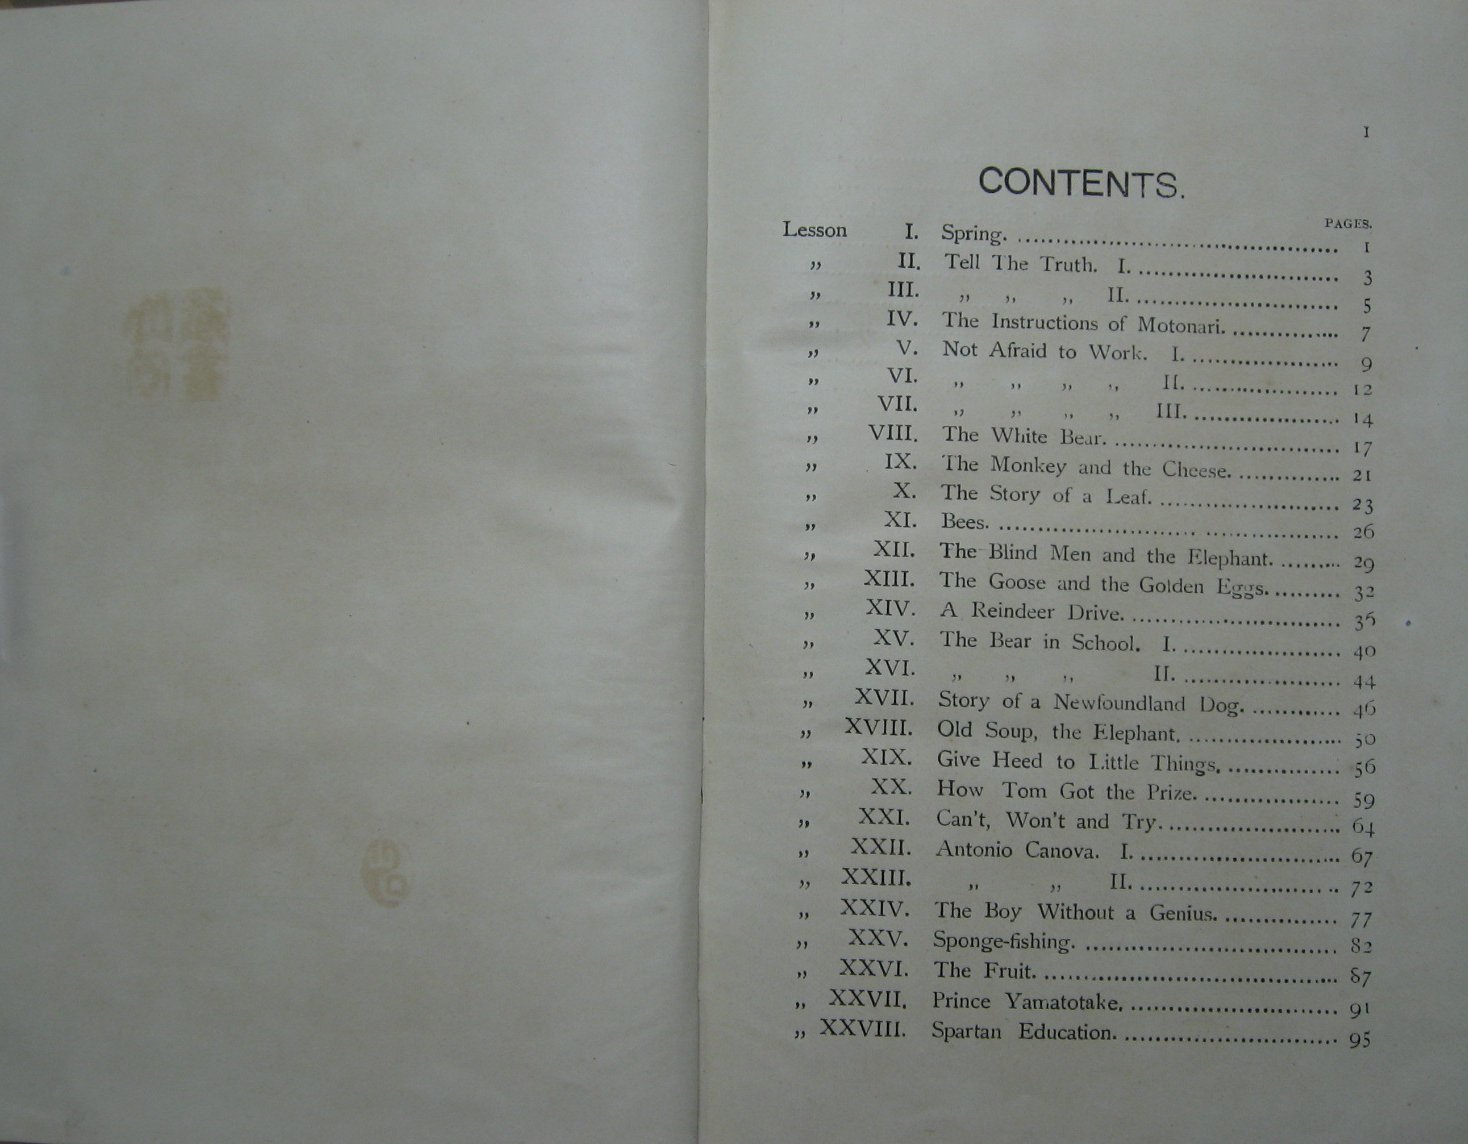 1
CONTENTS.
PAGES.
Lesson I. Spring. 1
„ II. Tell The Truth. I. 3
„ III. „ „ „ II. 5
„ IV. The Instructions of Motonari. 7
„ V. Not Afraid to Work. I. 9
„ VI. „ „ „ „ II. 12
„ VII. „ „ „ „ III. 14
„ VIII. The White Bear. 17
„ IX. The Monkey and the Cheese. 21
„ X. The Story of a Leaf. 23
„ XI. Bees. 26
„ XII. The Blind Men and the Elephant. 29
„ XIII. The Goose and the Golden Eggs. 32
„ XIV. A Reindeer Drive. 36
„ XV. The Bear in School. I. 40
„ XVI. „ „ „ II. 44
„ XVII. Story of a Newfoundland Dog. 46
„ XVIII. Old Soup, the Elephant. 50
„ XIX. Give Heed to Little Things. 56
„ XX. How Tom Got the Prize. 59
„ XXI. Can't, Won't and Try. 64
„ XXII. Antonio Canova. I. 67
„ XXIII. „ „ II. 72
„ XXIV. The Boy Without a Genius. 77
„ XXV. Sponge-fishing. 82
„ XXVI. The Fruit. 87
„ XXVII. Prince Yamatotake. 91
„ XXVIII. Spartan Education. 95